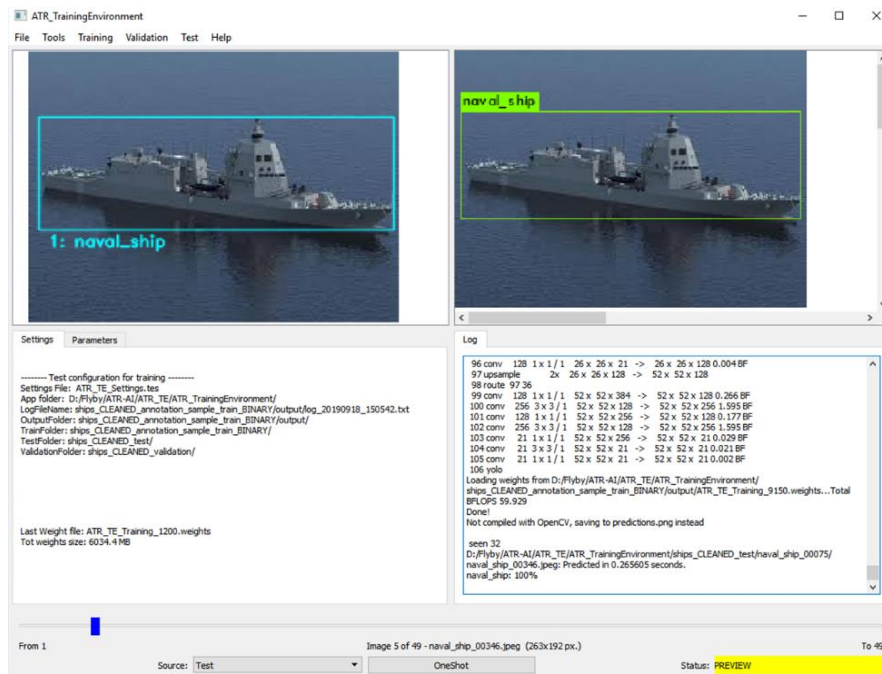 ATR_TrainingEnvironment
File Tools Training Validation Test Help
1: naval_ship
naval_ship
Settings Parameters
-------- Test configuration for training --------
Settings File: ATR_TE_Settings.tes
App folder: D:/Flyby/ATR-AI/ATR_TE/ATR_TrainingEnvironment/
LogFileName: ships_CLEANED_annotation_sample_train_BINARY/output/log_20190918_150542.txt
OutputFolder: ships_CLEANED_annotation_sample_train_BINARY/output/
TrainFolder: ships_CLEANED_annotation_sample_train_BINARY/
TestFolder: ships_CLEANED_test/
ValidationFolder: ships_CLEANED_validation/
Last Weight file: ATR_TE_Training_1200.weights
Tot weights size: 6034.4 MB
Log
96 conv 128 1 x 1 / 1 26 x 26 x 21 -> 26 x 26 x 128 0.004 BF
97 upsample 2x 26 x 26 x 128 -> 52 x 52 x 128
98 route 97 36
99 conv 128 1 x 1 / 1 52 x 52 x 384 -> 52 x 52 x 128 0.266 BF
100 conv 256 3 x 3 / 1 52 x 52 x 128 -> 52 x 52 x 256 1.595 BF
101 conv 128 1 x 1 / 1 52 x 52 x 256 -> 52 x 52 x 128 0.177 BF
102 conv 256 3 x 3 / 1 52 x 52 x 128 -> 52 x 52 x 256 1.595 BF
103 conv 21 1 x 1 / 1 52 x 52 x 256 -> 52 x 52 x 21 0.029 BF
104 conv 21 3 x 3 / 1 52 x 52 x 21 -> 52 x 52 x 21 0.021 BF
105 conv 21 1 x 1 / 1 52 x 52 x 21 -> 52 x 52 x 21 0.002 BF
106 yolo
Loading weights from D:/Flyby/ATR-AI/ATR_TE/ATR_TrainingEnvironment/
ships_CLEANED_annotation_sample_train_BINARY/output/ATR_TE_Training_9150.weights...Total
BFLOPS 59.929
Done!
Not compiled with OpenCV, saving to predictions.png instead
seen 32
D:/Flyby/ATR-AI/ATR_TE/ATR_TrainingEnvironment/ships_CLEANED_test/naval_ship_00075/
naval_ship_00346.jpeg: Predicted in 0.265605 seconds.
naval_ship: 100%
From 1 Image 5 of 49 - naval_ship_00346.jpeg (263x192 px.) To 49
Source: Test OneShot Status: PREVIEW